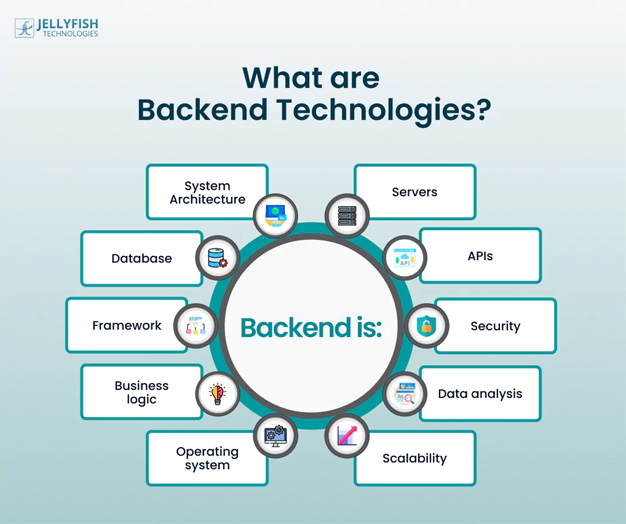 JELLYFISH
TECHNOLOGIES
What are
Backend Technologies?
System
Architecture
Servers
Database
APIs
API
Framework
Backend is:
Security
Business
logic
Data analysis
Operating
system
Scalability